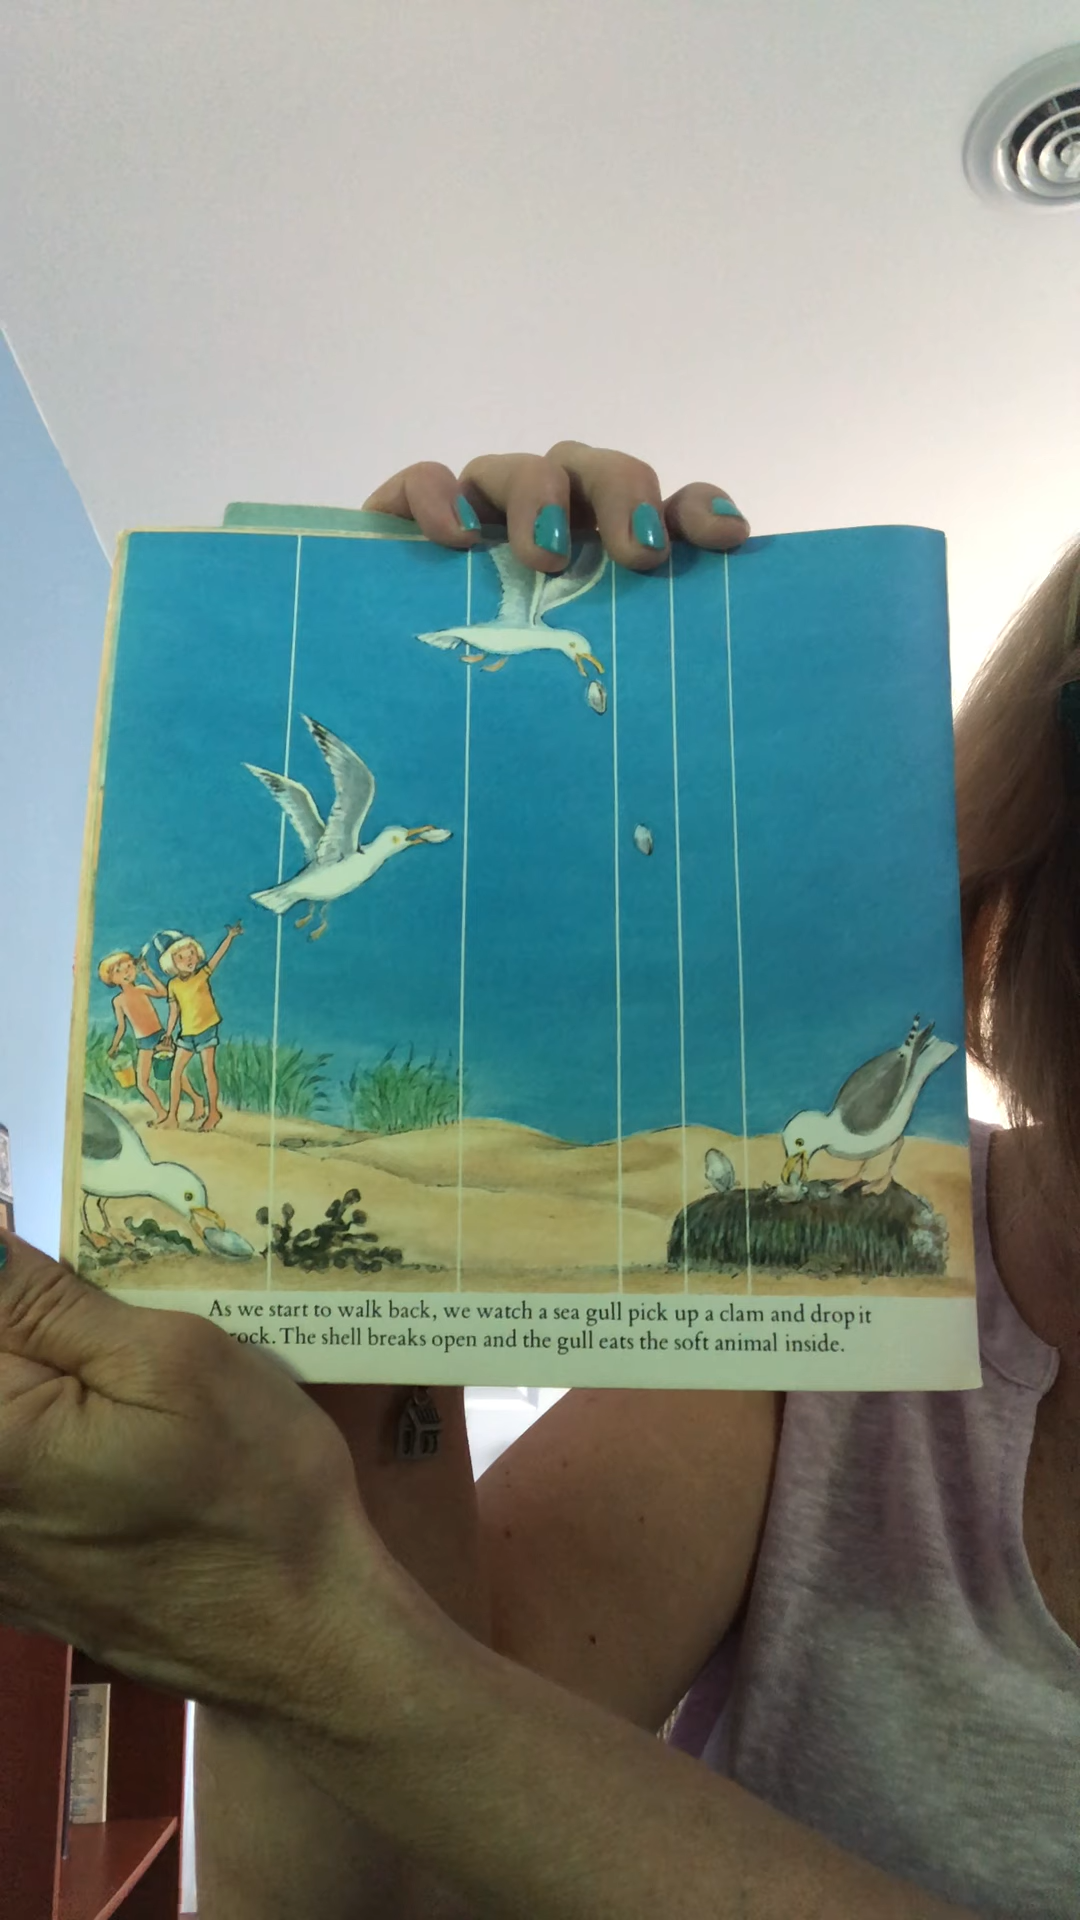 As we start to walk back, we watch a sea gull pick up a clam and drop it
rock. The shell breaks open and the gull eats the soft animal inside.